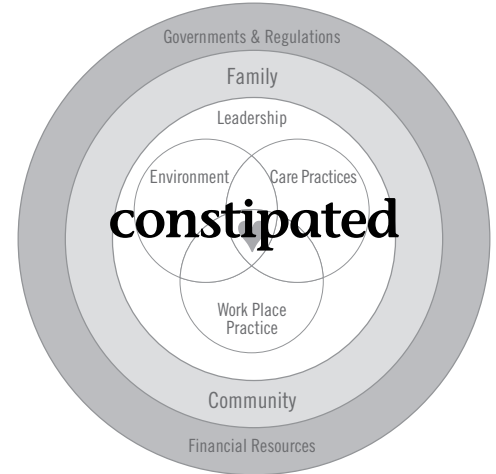 Governments & Regulations
Family
Leadership
Environment Care Practices
constipated
Work Place
Practice
Community
Financial Resources